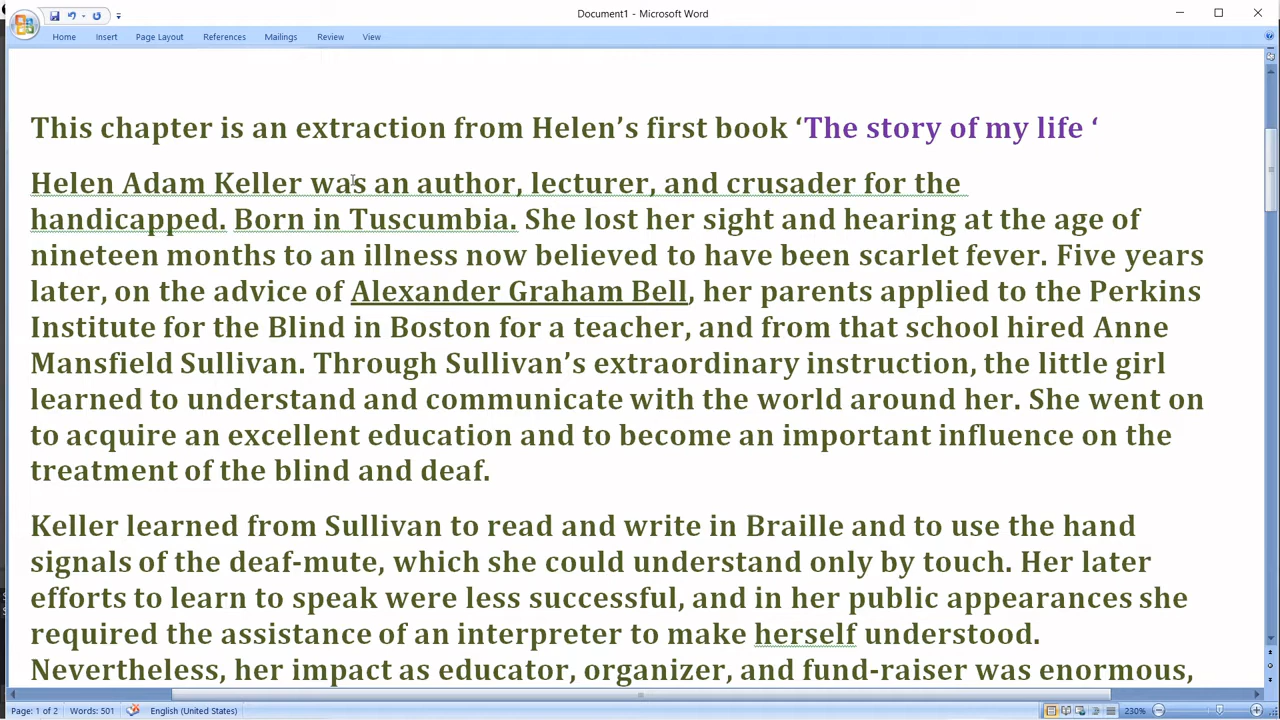 Document1 - Microsoft Word
Home Insert Page Layout References Mailings Review View
This chapter is an extraction from Helen’s first book ‘The story of my life ‘
Helen Adam Keller was an author, lecturer, and crusader for the
handicapped. Born in Tuscumbia. She lost her sight and hearing at the age of
nineteen months to an illness now believed to have been scarlet fever. Five years
later, on the advice of Alexander Graham Bell, her parents applied to the Perkins
Institute for the Blind in Boston for a teacher, and from that school hired Anne
Mansfield Sullivan. Through Sullivan’s extraordinary instruction, the little girl
learned to understand and communicate with the world around her. She went on
to acquire an excellent education and to become an important influence on the
treatment of the blind and deaf.
Keller learned from Sullivan to read and write in Braille and to use the hand
signals of the deaf-mute, which she could understand only by touch. Her later
efforts to learn to speak were less successful, and in her public appearances she
required the assistance of an interpreter to make herself understood.
Nevertheless, her impact as educator, organizer, and fund-raiser was enormous,
Page: 1 of 2 Words: 501 English (United States) 230%